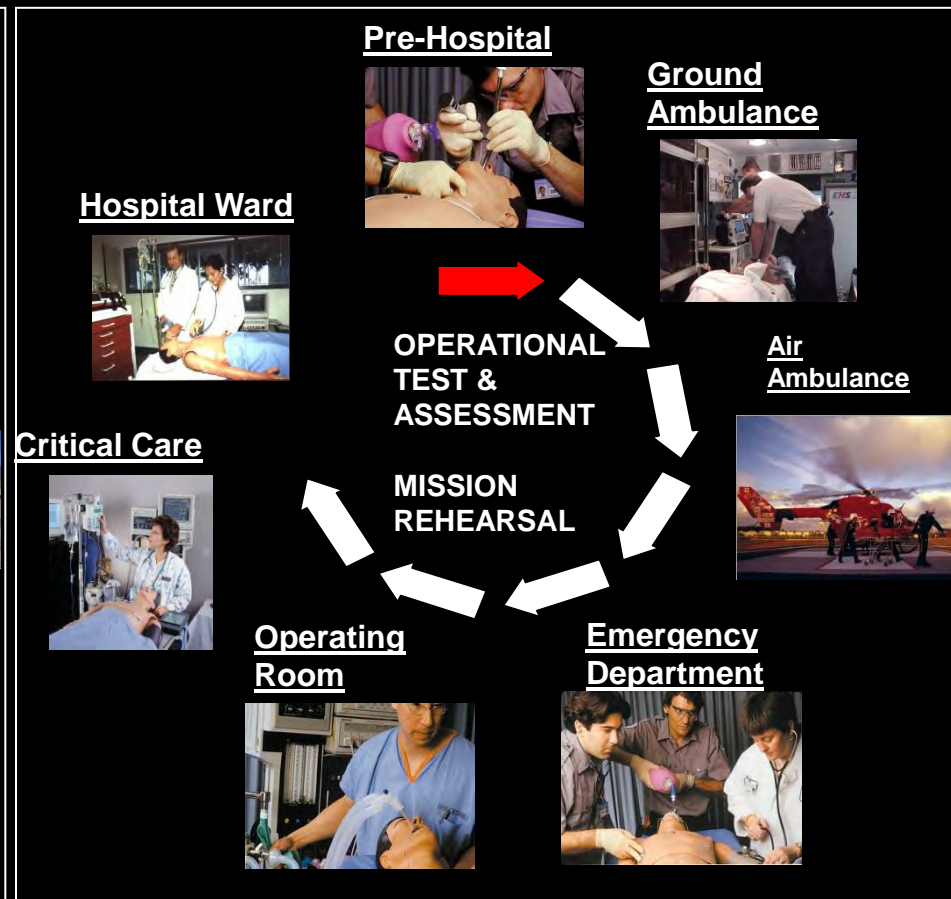 Pre-Hospital
Ground
Ambulance
Hospital Ward
OPERATIONAL
TEST &
ASSESSMENT
Air
Ambulance
Critical Care
MISSION
REHEARSAL
Operating
Room
Emergency
Department
EHS